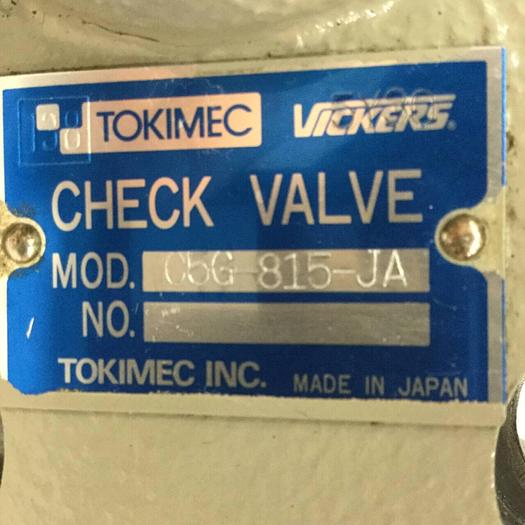 TOKIMEC VICKERS®
CHECK VALVE
MOD. C5G-815-JA
NO.
TOKIMEC INC. MADE IN JAPAN